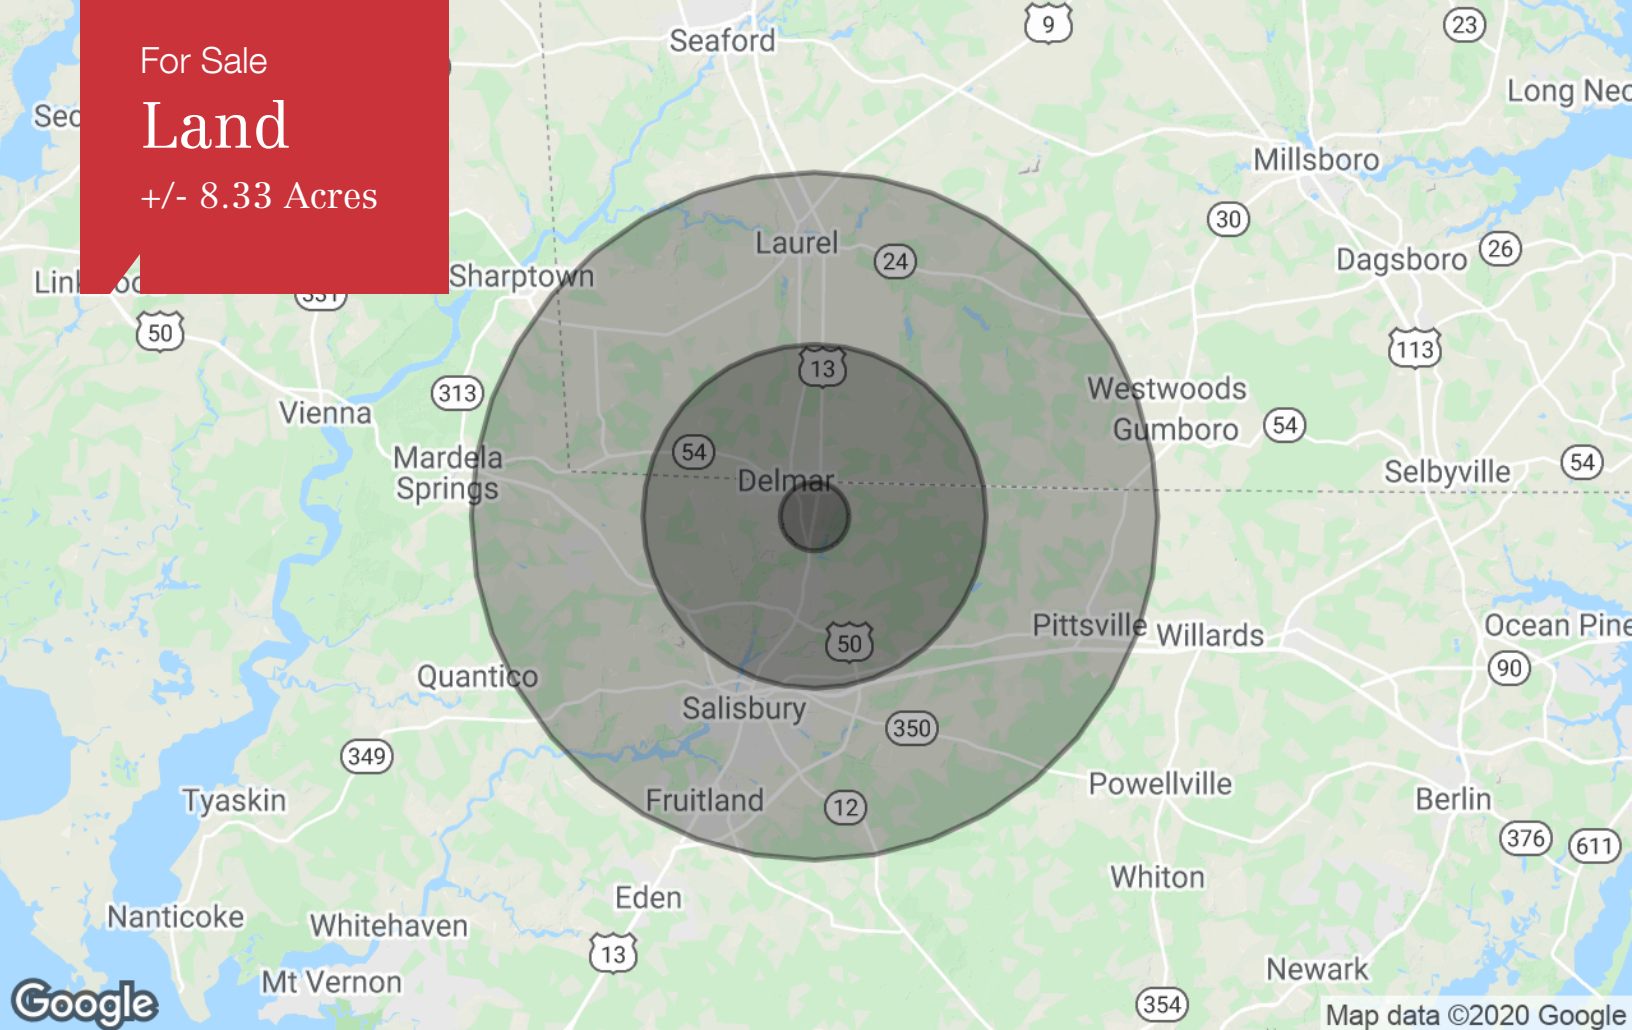 For Sale
Land
+/- 8.33 Acres
Seaford
9
23
Long Nec
Sec
Millsboro
30
Laurel
24
Dagsboro
26
Sharptown
331
50
13
113
313
Westwoods
Vienna
Gumboro
54
54
Mardela
Springs
Delmar
Selbyville
54
Pittsville
Willards
Ocean Pine
50
90
Quantico
Salisbury
350
349
Tyaskin
Fruitland
12
Powellville
Berlin
376
611
Eden
Whiton
Nanticoke
Whitehaven
13
Newark
Mt Vernon
354
Google
Map data ©2020 Google